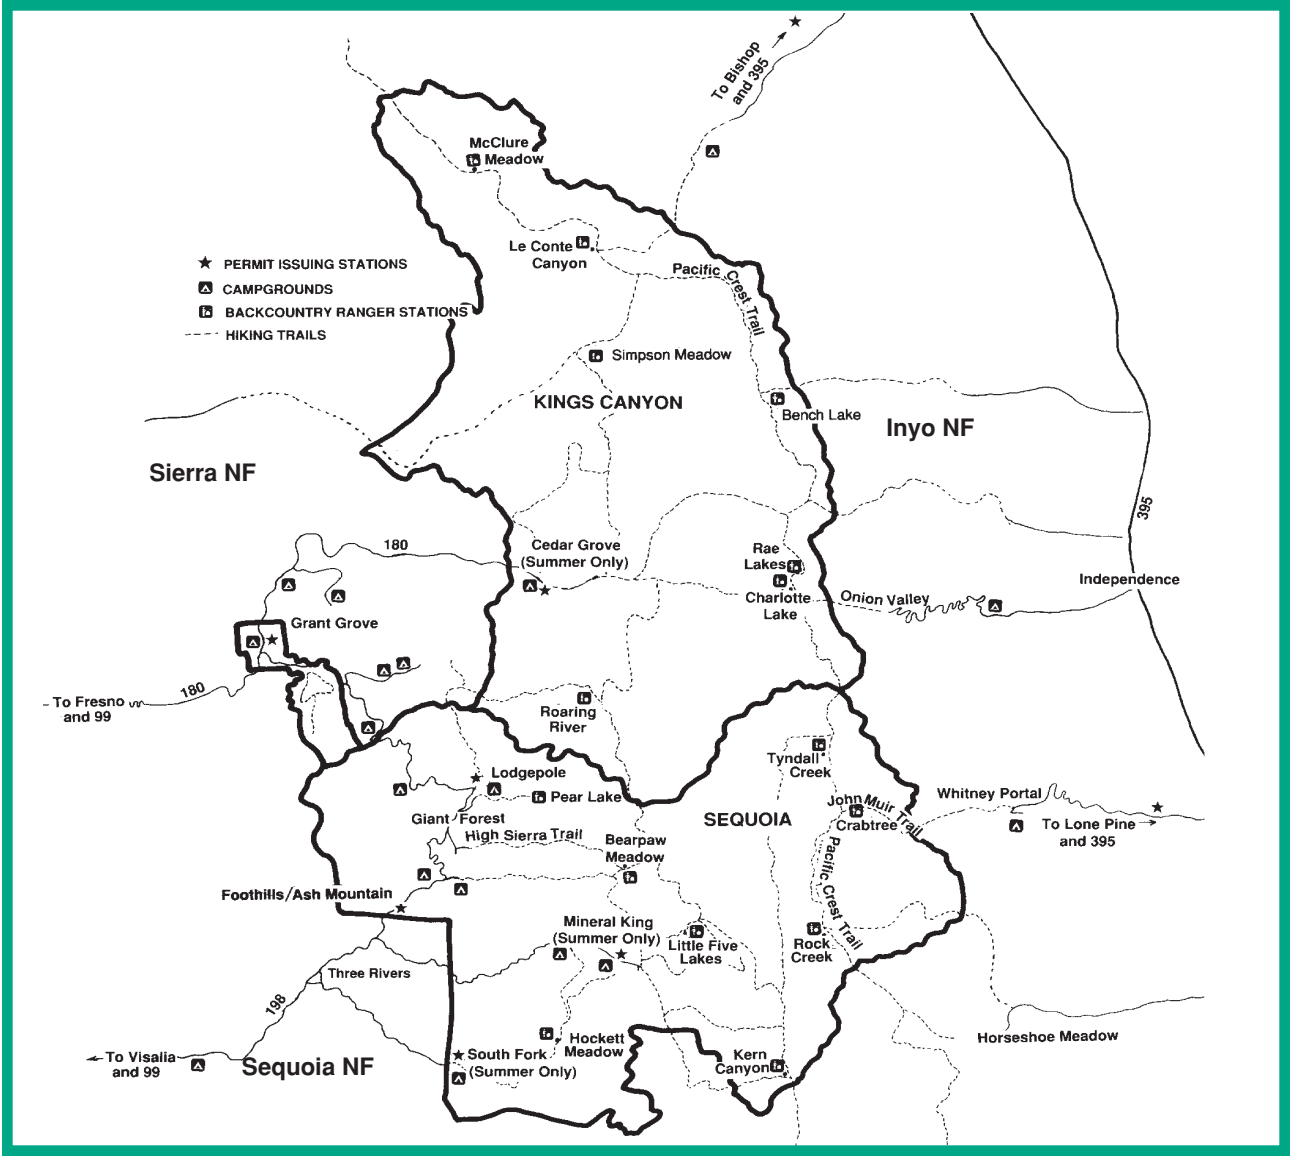 To Bishop
and 395
McClure
Meadow
Le Conte
Canyon
PERMIT ISSUING STATIONS
CAMPGROUNDS
BACKCOUNTRY RANGER STATIONS
HIKING TRAILS
Pacific Crest Trail
Simpson Meadow
KINGS CANYON
Bench Lake
Inyo NF
Sierra NF
395
180
Cedar Grove
(Summer Only)
Rae
Lakes
Charlotte
Lake
Onion Valley
Independence
Grant Grove
To Fresno
and 99
180
Roaring
River
Tyndall
Creek
Lodgepole
Pear Lake
Giant Forest
High Sierra Trail
SEQUOIA
John Muir Trail
Crabtree
Whitney Portal
To Lone Pine
and 395
Bearpaw
Meadow
Pacific Crest Trail
Foothills/Ash Mountain
Mineral King
(Summer Only)
Little Five
Lakes
Rock
Creek
Three Rivers
198
Hockett
Meadow
Horseshoe Meadow
To Visalia
and 99
Sequoia NF
South Fork
(Summer Only)
Kern
Canyon